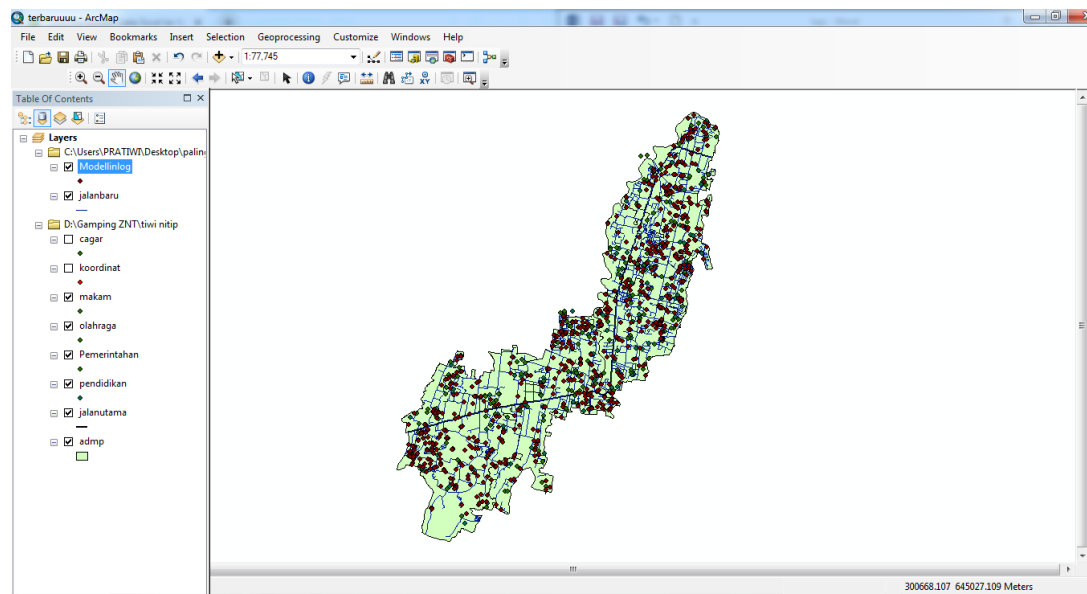 terbaruuuu - ArcMap
File Edit View Bookmarks Insert Selection Geoprocessing Customize Windows Help
1:77,745
Table Of Contents
Layers
C:\Users\PRATIWI\Desktop\paling
Modellinlog
jalanbaru
D:\Gamping ZNT\tiwi nitip
cagar
koordinat
makam
olahraga
Pemerintahan
pendidikan
jalanutama
admp
300668.107 645027.109 Meters